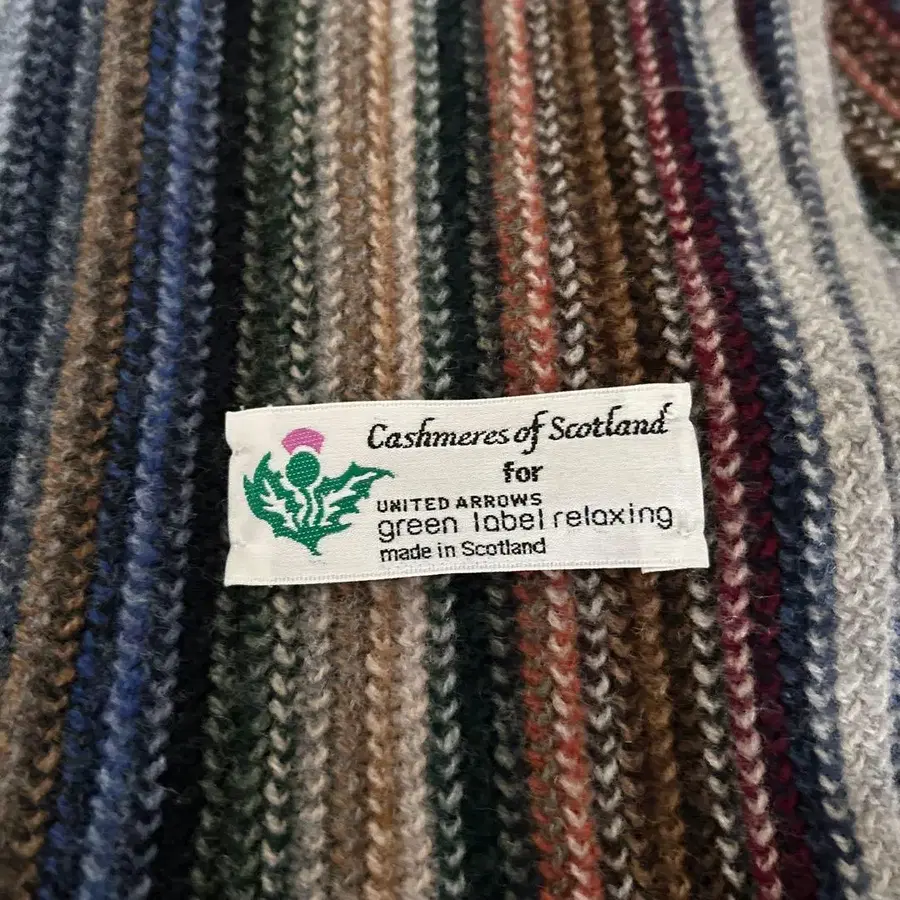 Cashmeres of Scotland
for
UNITED ARROWS
green label relaxing
made in Scotland